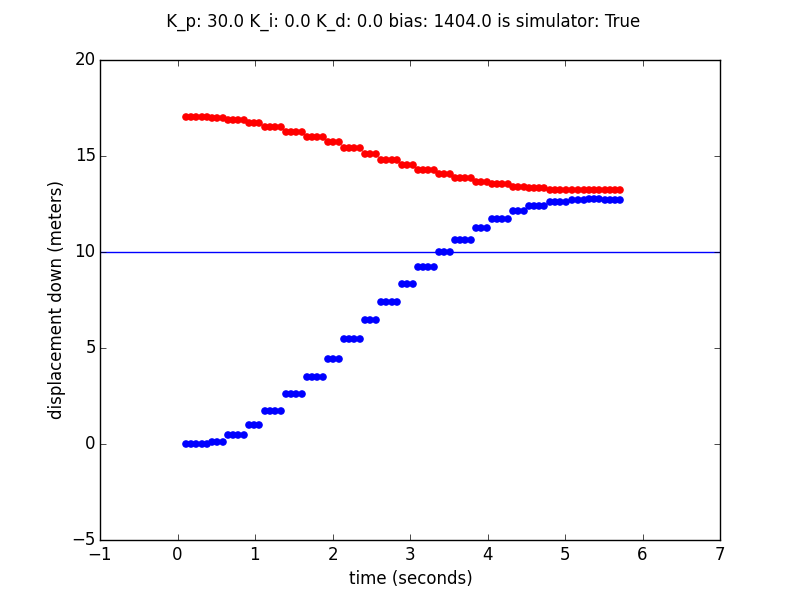 K_p: 30.0 K_i: 0.0 K_d: 0.0 bias: 1404.0 is simulator: True
20
15
10
5
0
−5
−1 0 1 2 3 4 5 6 7
displacement down (meters)
time (seconds)